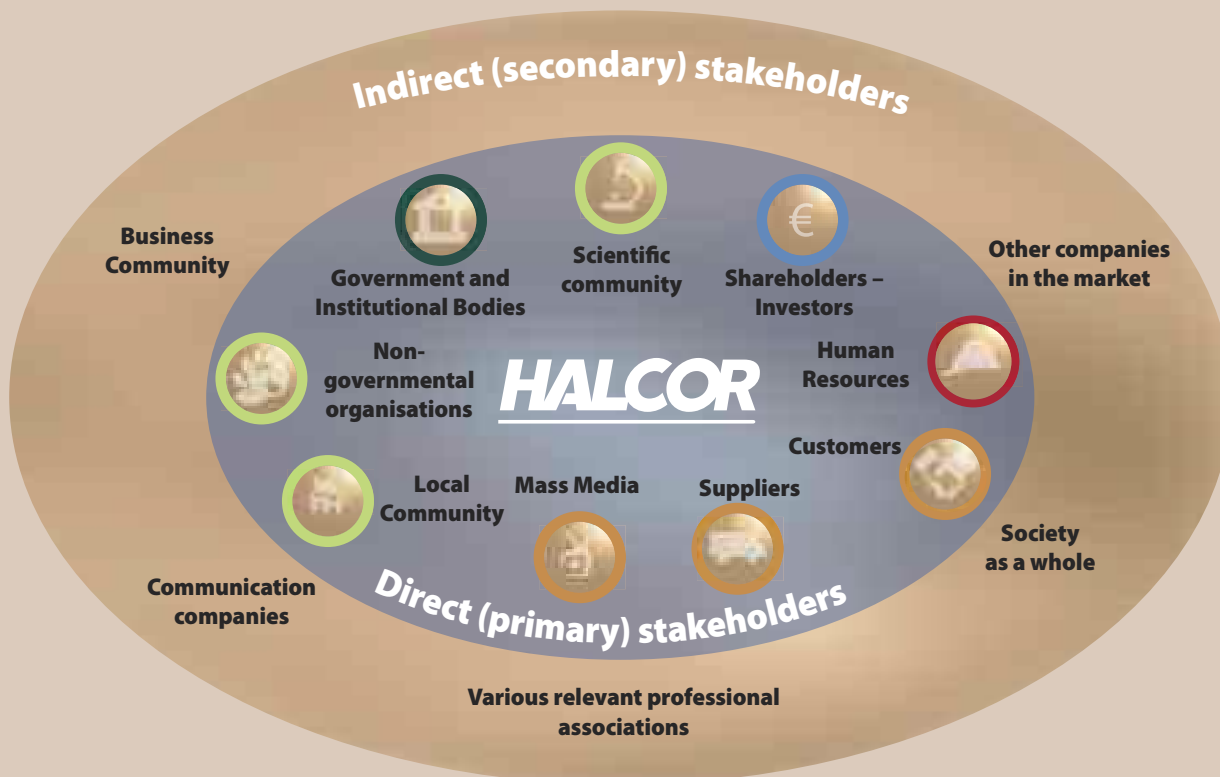 Indirect (secondary) stakeholders
Business
Community
Other companies
in the market
Government and
Institutional Bodies
Scientific
community
€
Shareholders –
Investors
Non-
governmental
organisations
HALCOR
Human
Resources
Customers
Local
Community
Mass Media
Suppliers
Society
as a whole
Communication
companies
Direct (primary) stakeholders
Various relevant professional
associations